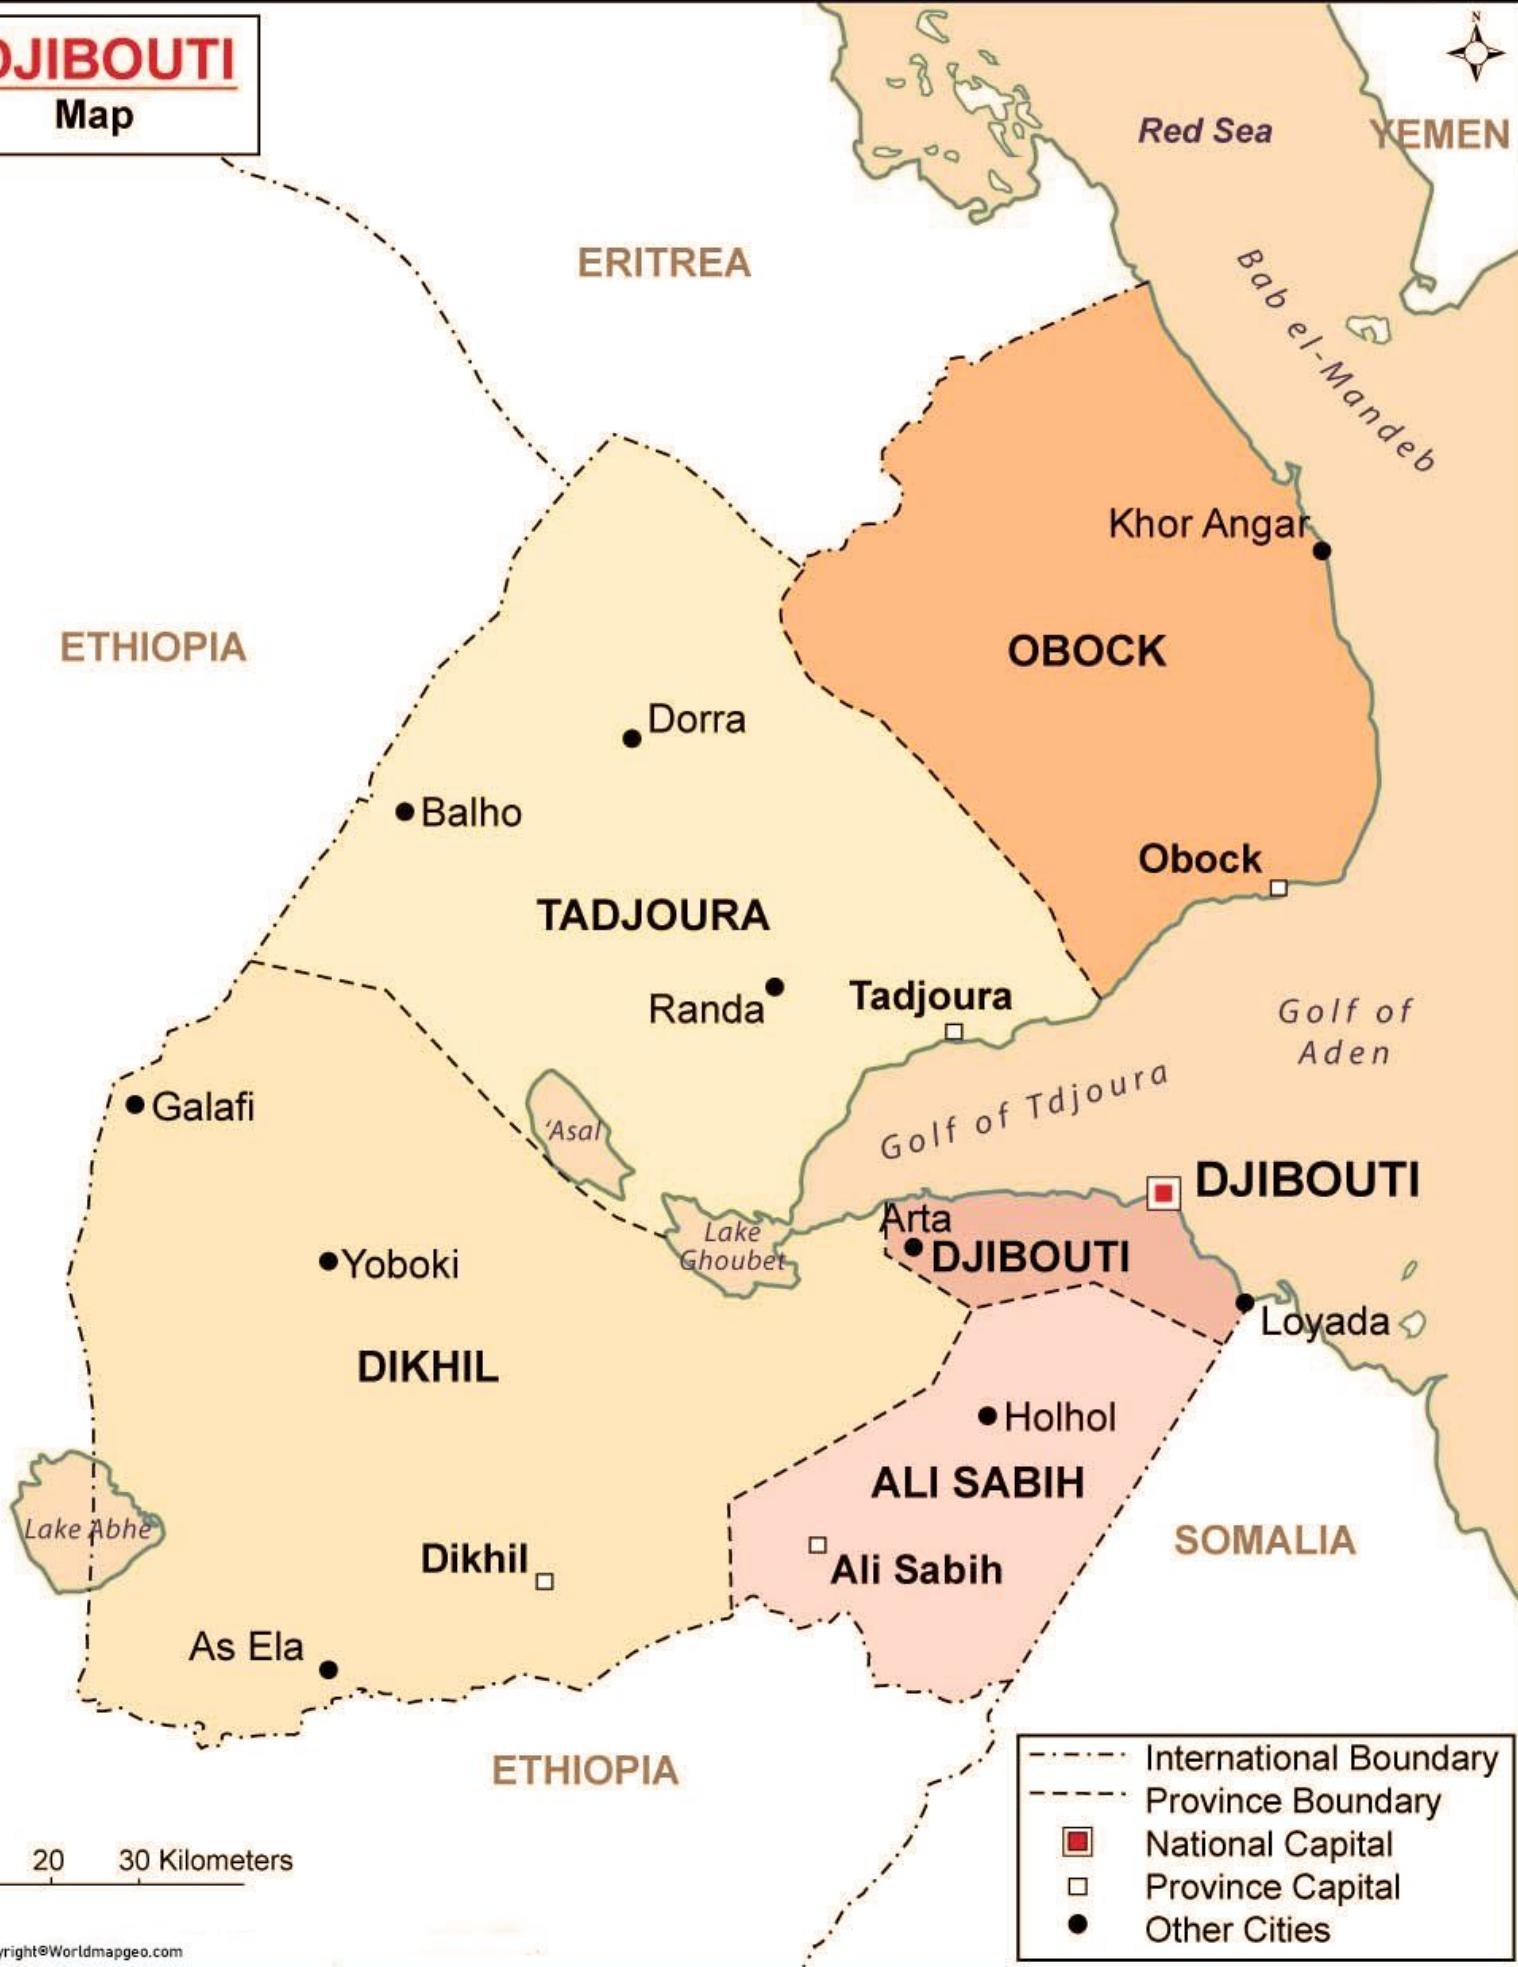 DJIBOUTI
Map
N
Red Sea
YEMEN
ERITREA
Bab el-Mandeb
Khor Angar
ETHIOPIA
OBOCK
Dorra
Balho
Obock
TADJOURA
Randa
Tadjoura
Golf of
Aden
Golf of Tdjoura
Galafi
'Asal
DJIBOUTI
Arta
Lake
Ghoubet
DJIBOUTI
Yoboki
Loyada
DIKHIL
Holhol
ALI SABIH
Lake Abhe
SOMALIA
Dikhil
Ali Sabih
As Ela
ETHIOPIA
International Boundary
Province Boundary
National Capital
Province Capital
Other Cities
20 30 Kilometers
yright©Worldmapgeo.com